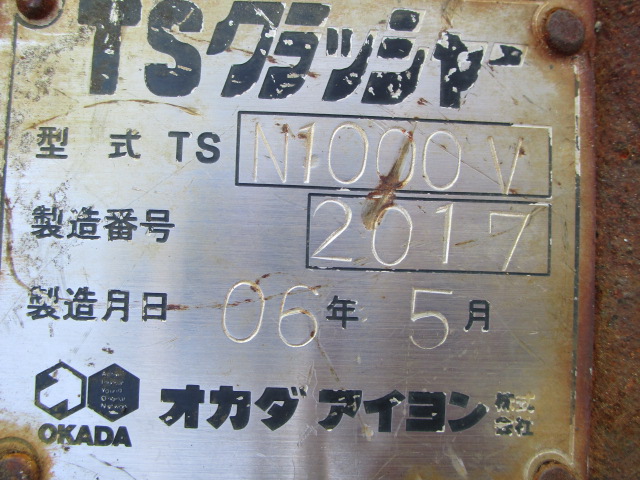 TSクラッシャー
型式 TS N1000V
製造番号 2017
製造月日 06年 5月
OKADA オカダ アイヨン 株式会社